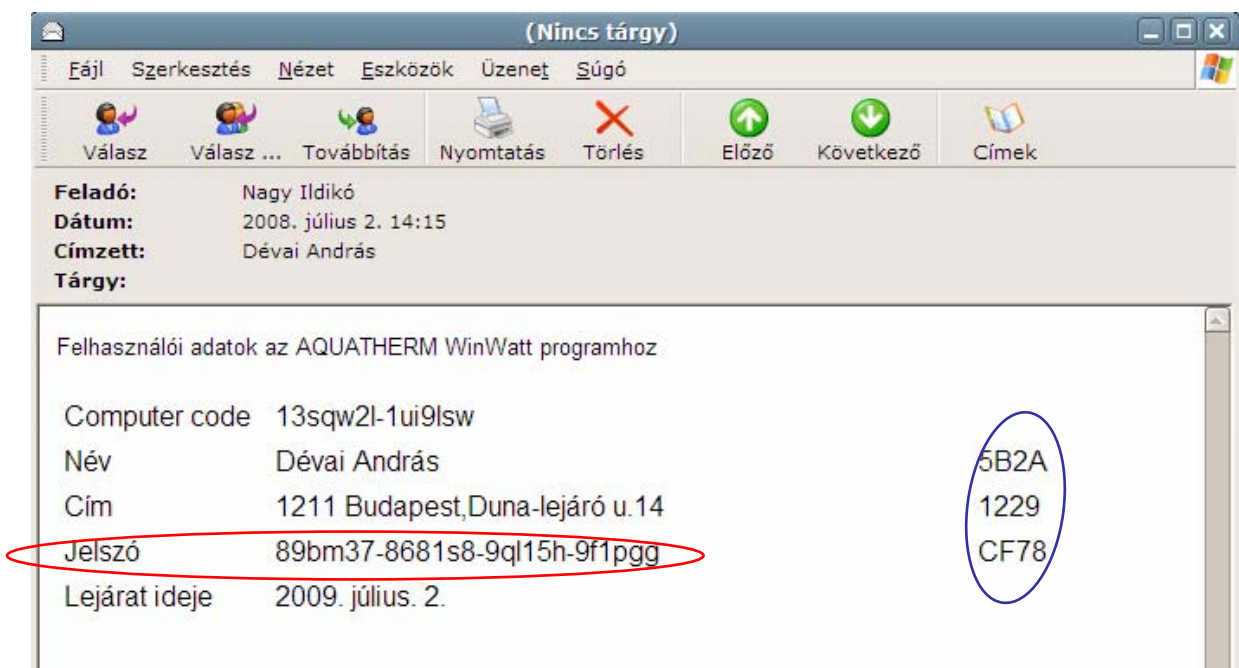 (Nincs tárgy)
Fájl Szerkesztés Nézet Eszközök Üzenet Súgó
Válasz Válasz ... Továbbítás Nyomtatás Törlés Előző Következő Címek
Feladó: Nagy Ildikó
Dátum: 2008. július 2. 14:15
Címzett: Dévai András
Tárgy:
Felhasználói adatok az AQUATHERM WinWatt programhoz
Computer code 13sqw2l-1ui9lsw
Név Dévai András 5B2A
Cím 1211 Budapest,Duna-lejáró u.14 1229
Jelszó 89bm37-8681s8-9ql15h-9f1pgg CF78
Lejárat ideje 2009. július. 2.